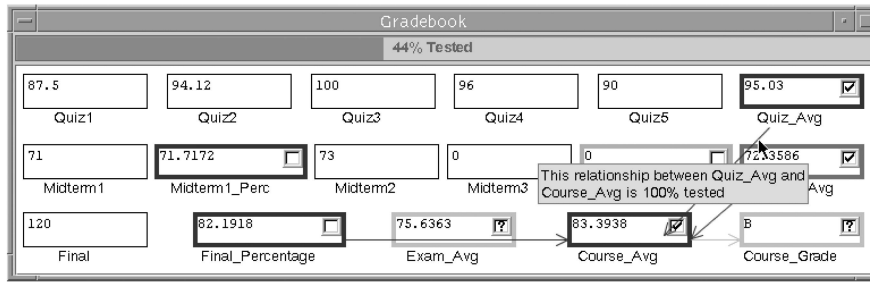 Gradebook
44% Tested
87.5 94.12 100 96 90 95.03
Quiz1 Quiz2 Quiz3 Quiz4 Quiz5 Quiz_Avg
71 71.7172 73 0 0 72.3586
Midterm1 Midterm1_Perc Midterm2 Midterm3 Avg
This relationship between Quiz_Avg and
Course_Avg is 100% tested
120 82.1918 75.6363 ? 83.3938 B ?
Final Final_Percentage Exam_Avg Course_Avg Course_Grade